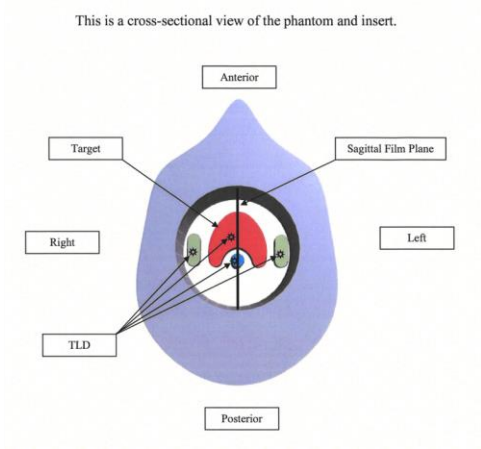 This is a cross-sectional view of the phantom and insert.
Anterior
Target
Sagittal Film Plane
Right
Left
TLD
Posterior